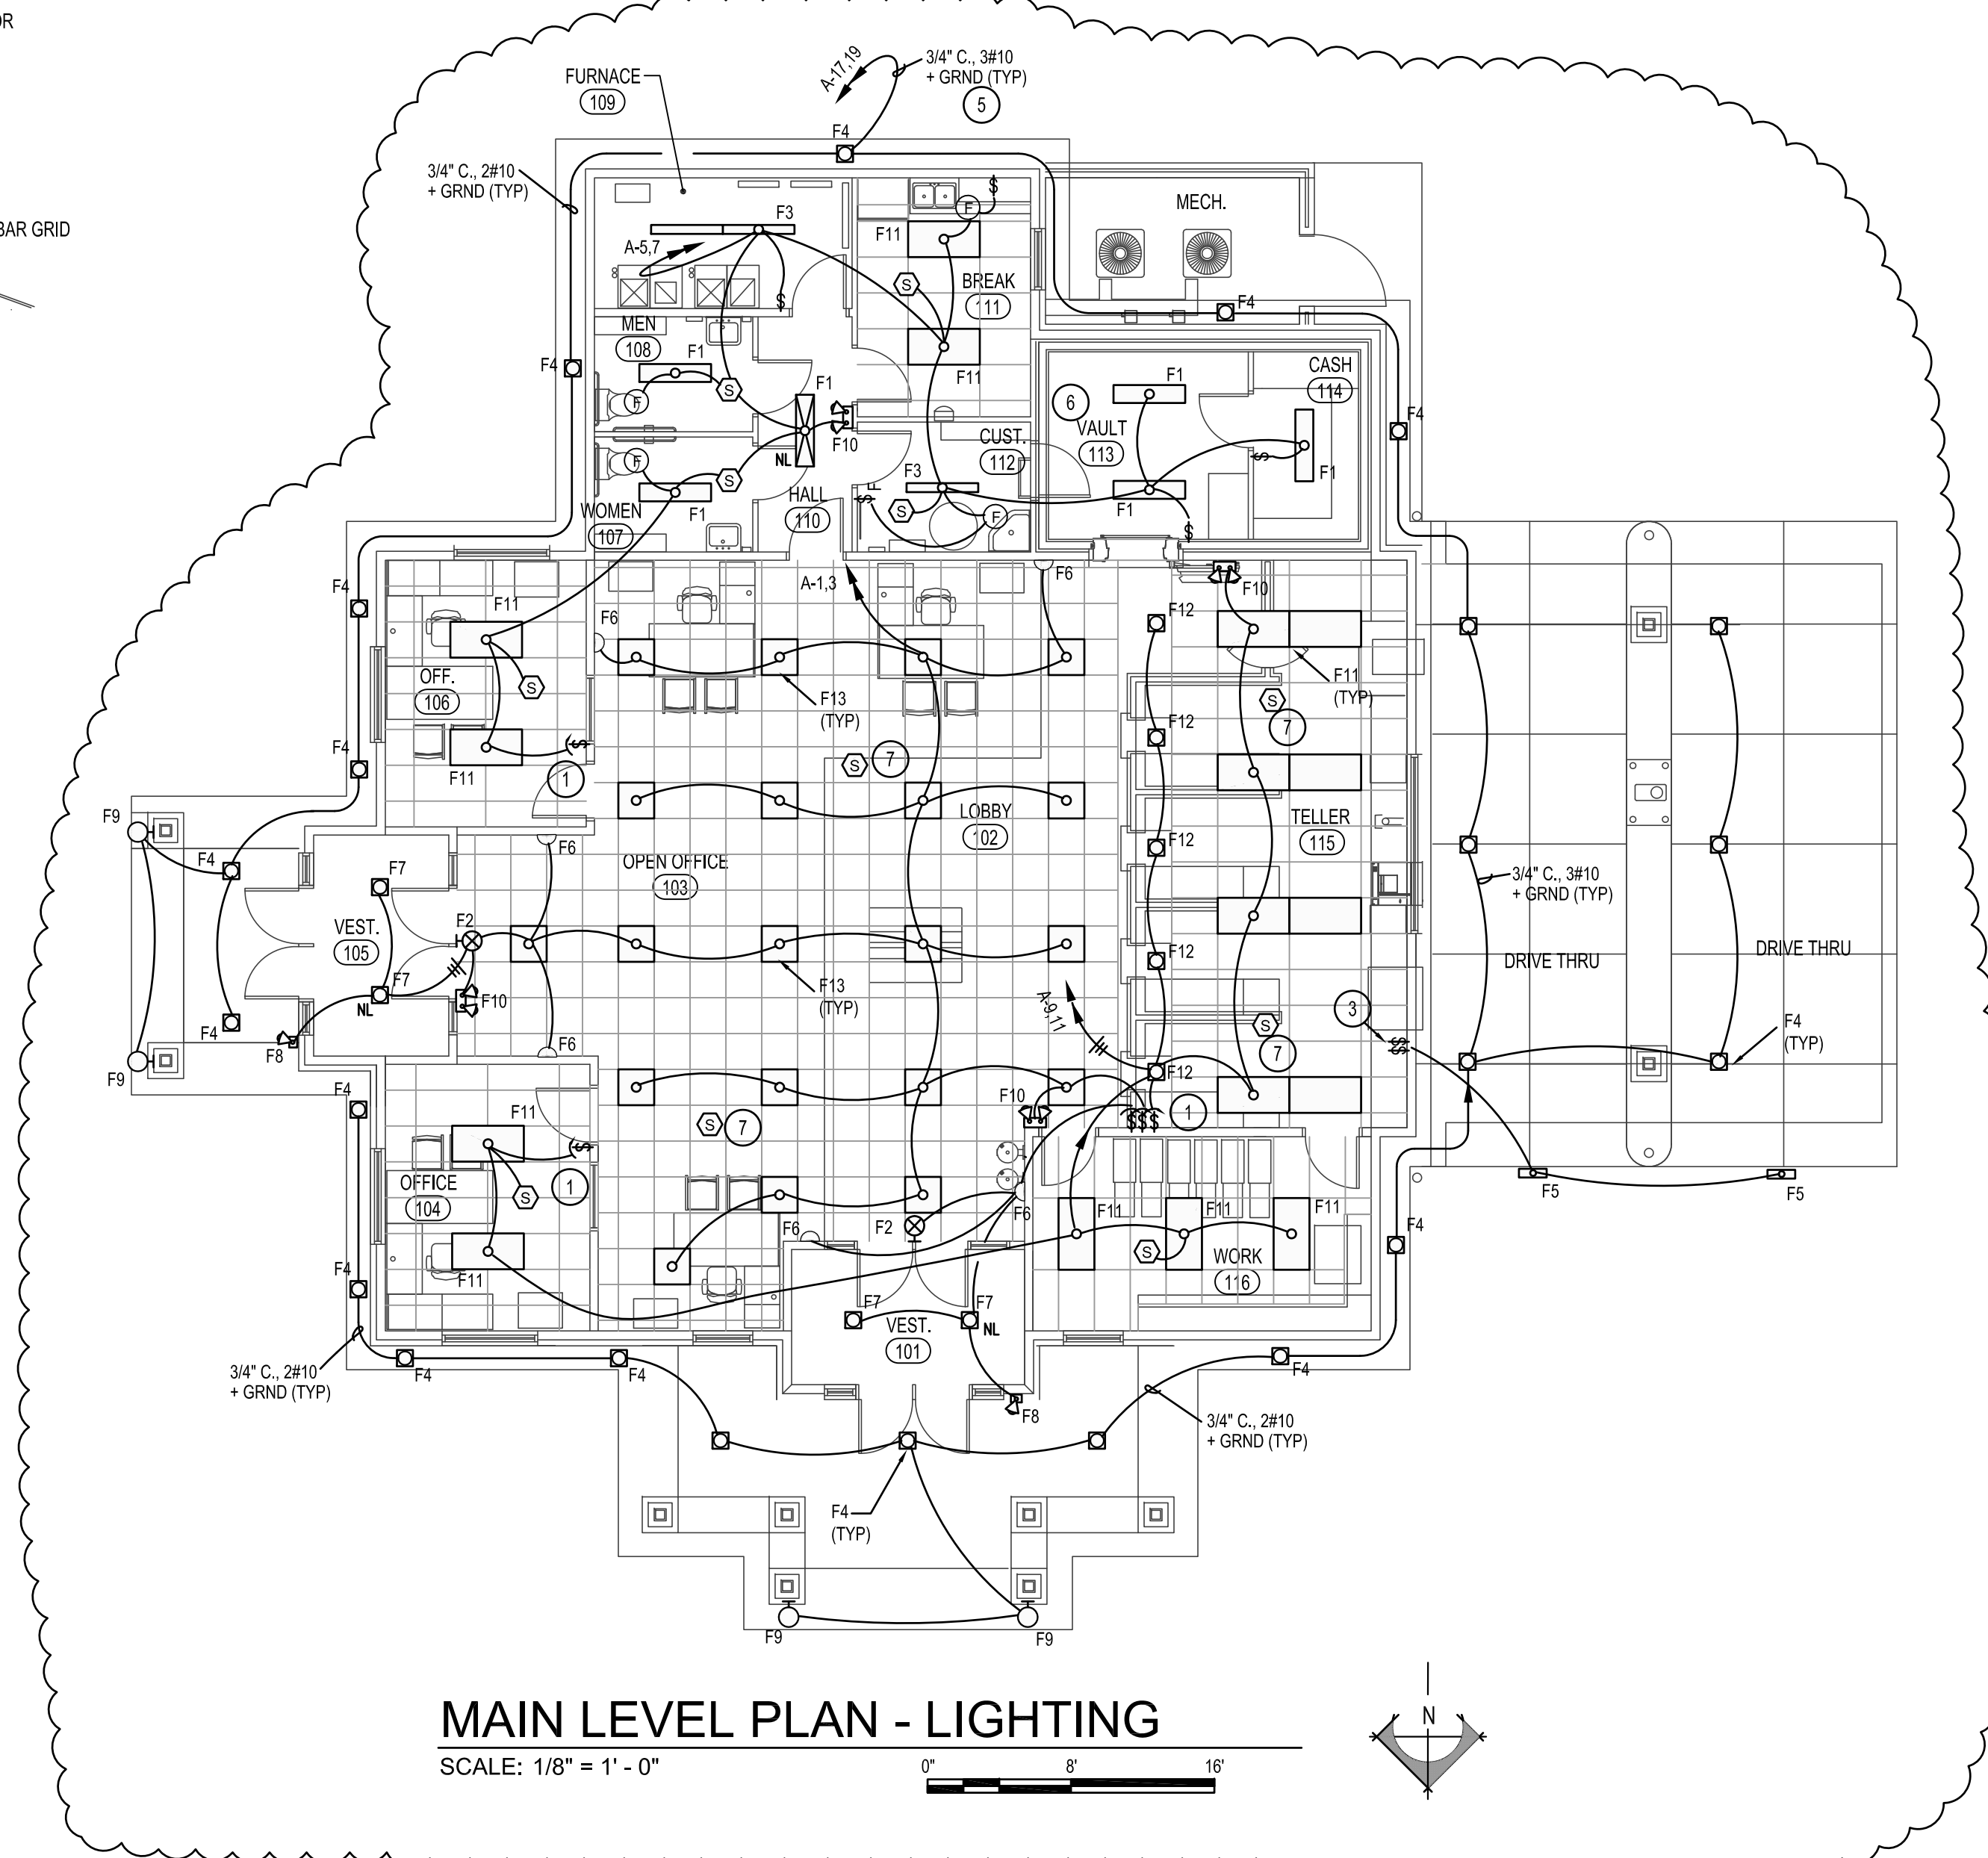 OR
BAR GRID
FURNACE
109
A-17,19
3/4" C., 3#10
+ GRND (TYP)
5
F4
3/4" C., 2#10
+ GRND (TYP)
MECH.
F3
A-5,7
F
$
F11
S
BREAK
111
F4
$
MEN
108
F4
F1
F11
F1
S
F
F1
CASH
114
6
VAULT
113
F4
F10
NL
CUST.
112
F
S
F3
$
F1
F
F1
WOMEN
107
HALL
110
S
F
F1
$
$
A-1,3
F6
F10
F4
F11
F6
F12
OFF.
106
S
F13
(TYP)
F11
(TYP)
S
7
F12
F4
F11
$
1
S
7
F9
LOBBY
102
TELLER
115
F4
F7
F6
OPEN OFFICE
103
F12
3/4" C., 3#10
+ GRND (TYP)
VEST.
105
F2
F12
DRIVE THRU
DRIVE THRU
F7
NL
F10
F13
(TYP)
A-9,11
3
F4
F8
F6
S
7
$$
F4
(TYP)
F9
F4
F11
F10
F12
$
S
7
$$$
1
OFFICE
104
S
1
F5
F5
F6
F2
F6
F11
F11
F11
F4
F4
F11
S
WORK
116
F7
F7
VEST.
101
NL
3/4" C., 2#10
+ GRND (TYP)
F4
F4
F4
F8
3/4" C., 2#10
+ GRND (TYP)
F4
(TYP)
F9
F9
MAIN LEVEL PLAN - LIGHTING
SCALE: 1/8" = 1' - 0"
0"
8'
16'
N